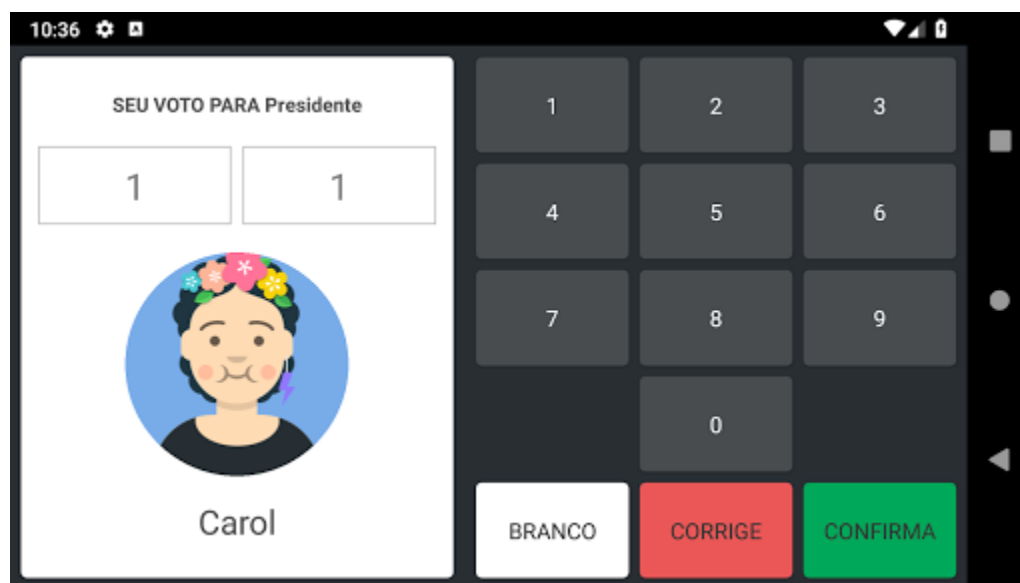 10:36
SEU VOTO PARA Presidente
1 1
Carol
1 2 3
4 5 6
7 8 9
0
BRANCO CORRIGE CONFIRMA